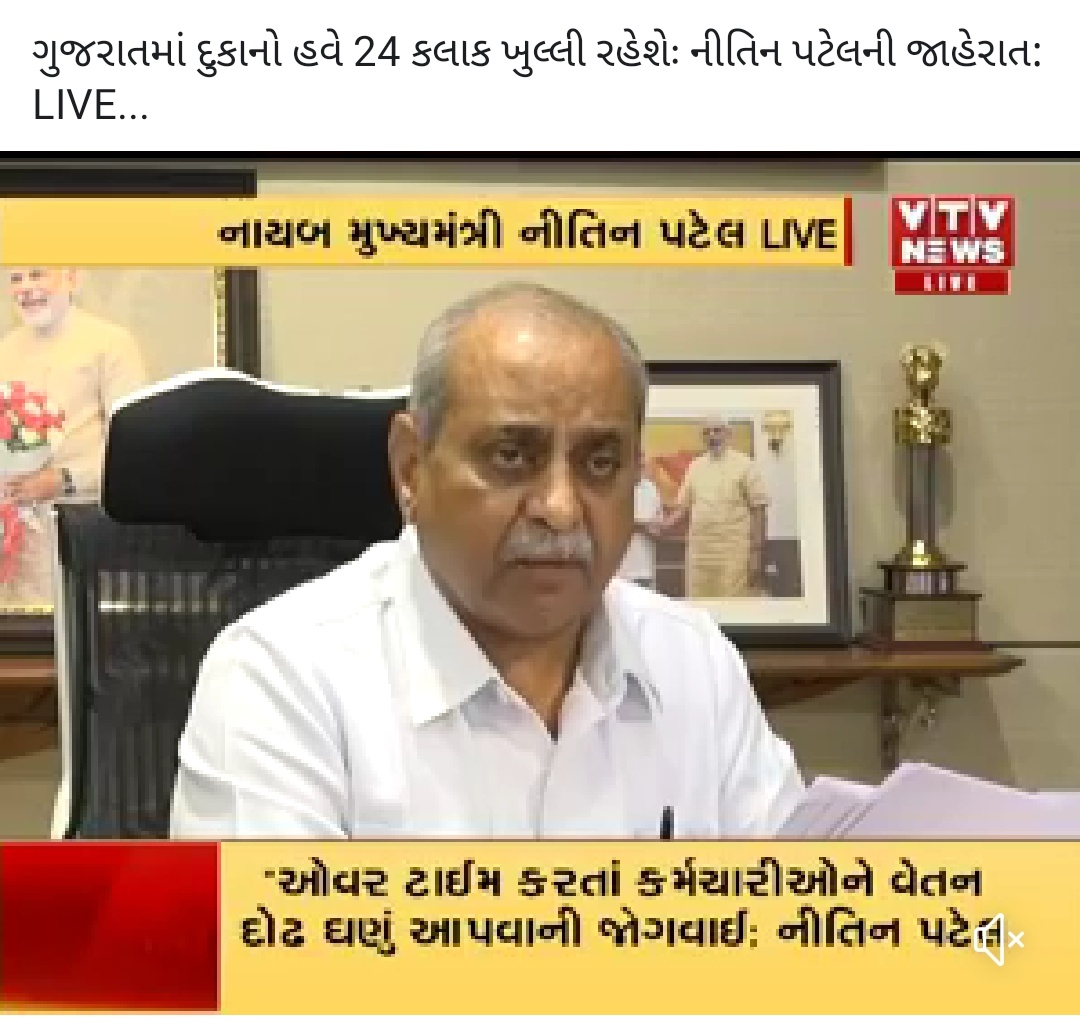 ગુજરાતમાં દુકાનો હવે 24 કલાક ખુલ્લી રહેશેઃ નીતિન પટેલની જાહેરાત:
LIVE...
નાયબ મુખ્યમંત્રી નીતિન પટેલ LIVE
VTV
NEWS
LIVE
"ઓવર ટાઈમ કરતાં કર્મચારીઓને વેતન
દોઢ ઘણું આપવાની જોગવાઈ: નીતિન પટેલ